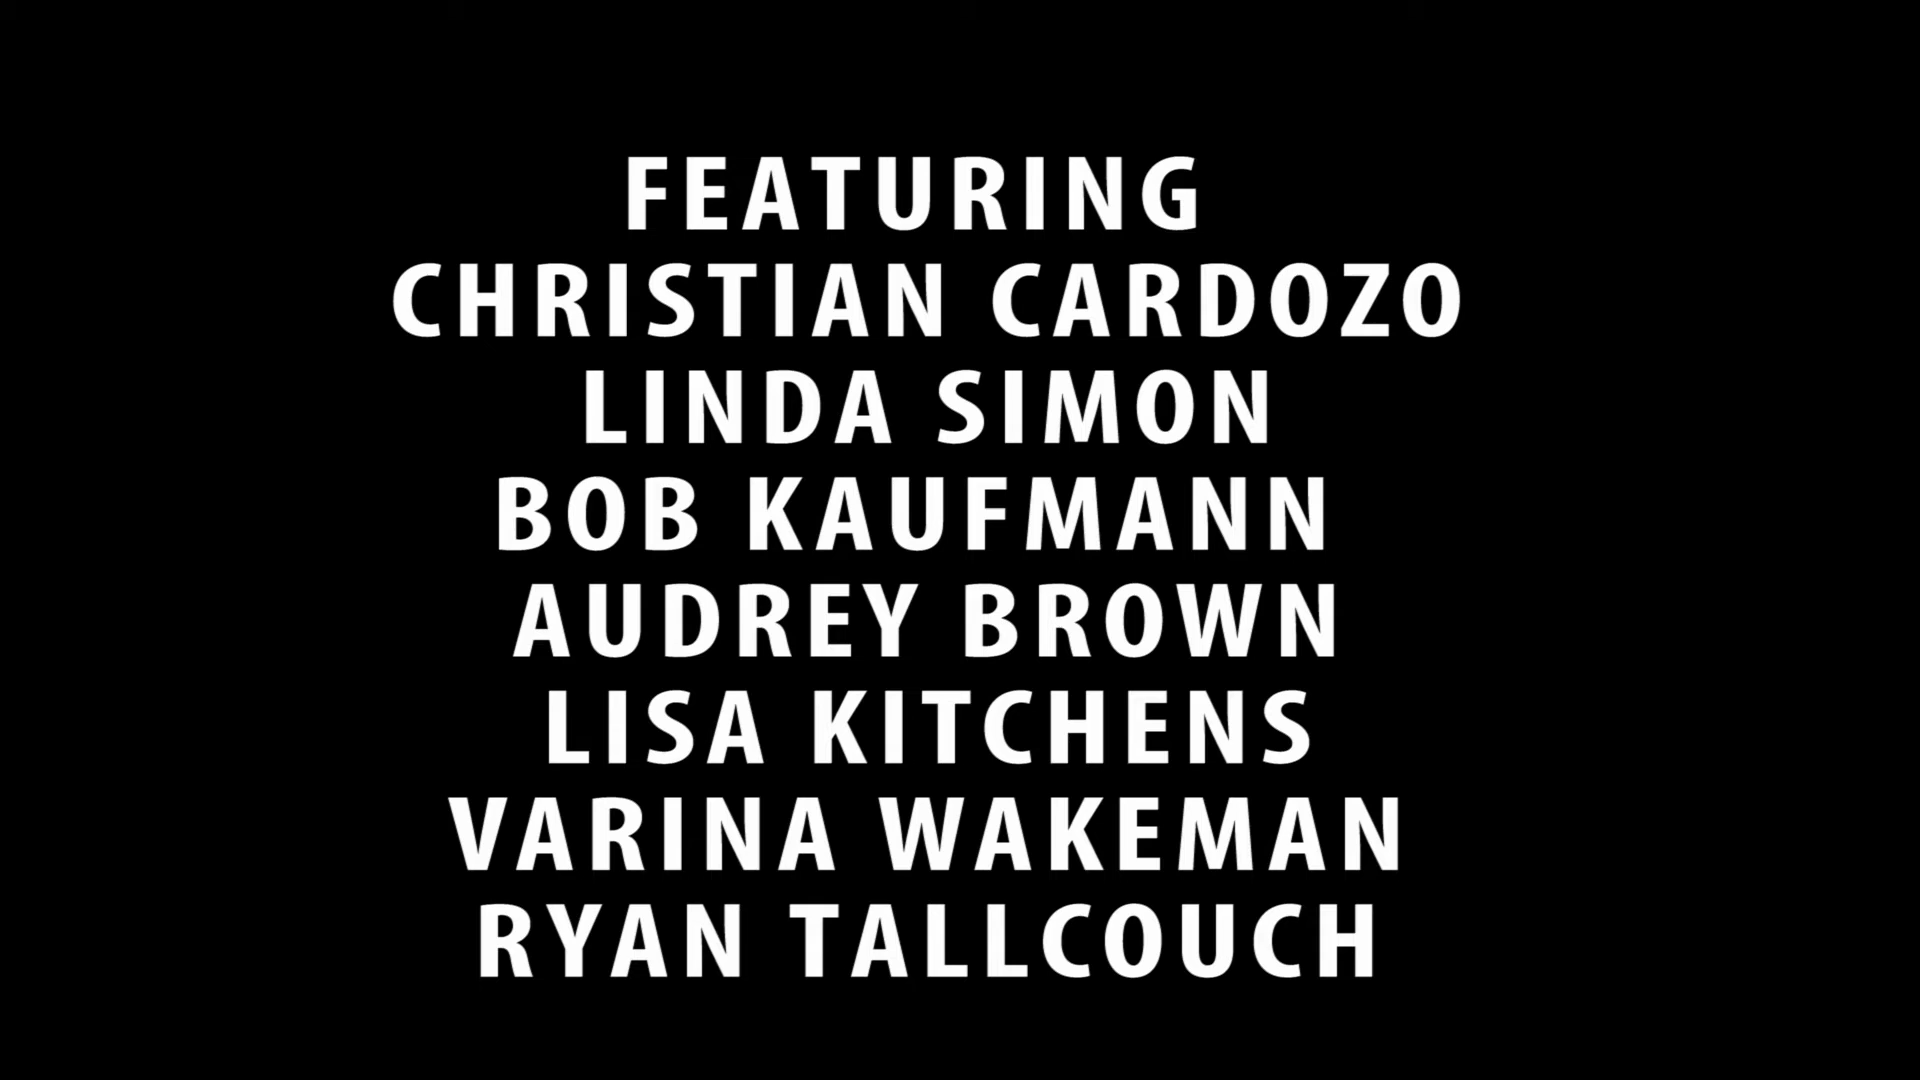 FEATURING
CHRISTIAN CARDOZO
LINDA SIMON
BOB KAUFMANN
AUDREY BROWN
LISA KITCHENS
VARINA WAKEMAN
RYAN TALLCOUCH